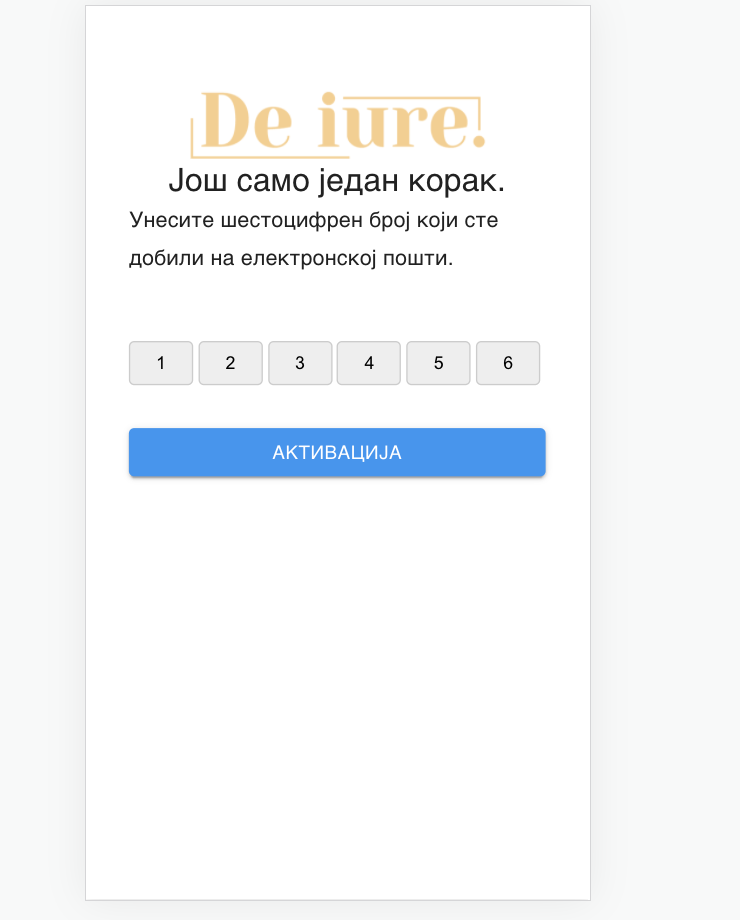 De iure!
Још само један корак.
Унесите шестоцифрен број који сте
добили на електронској пошти.
1 2 3 4 5 6
АКТИВАЦИЈА